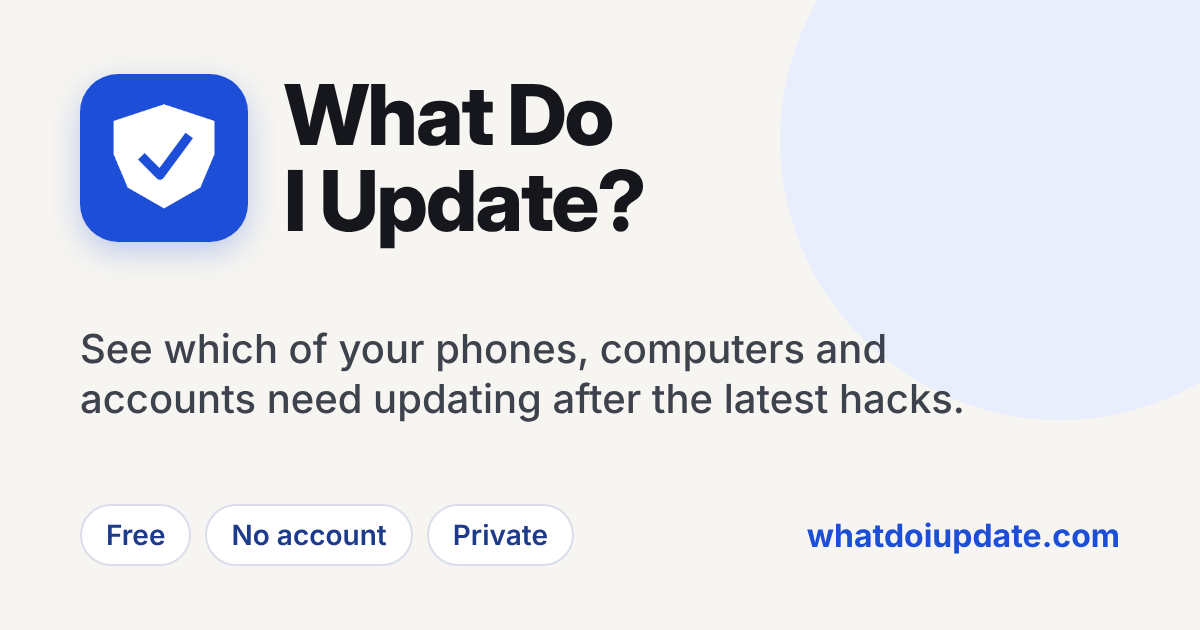 What Do
I Update?
See which of your phones, computers and
accounts need updating after the latest hacks.
Free
No account
Private
whatdoiupdate.com